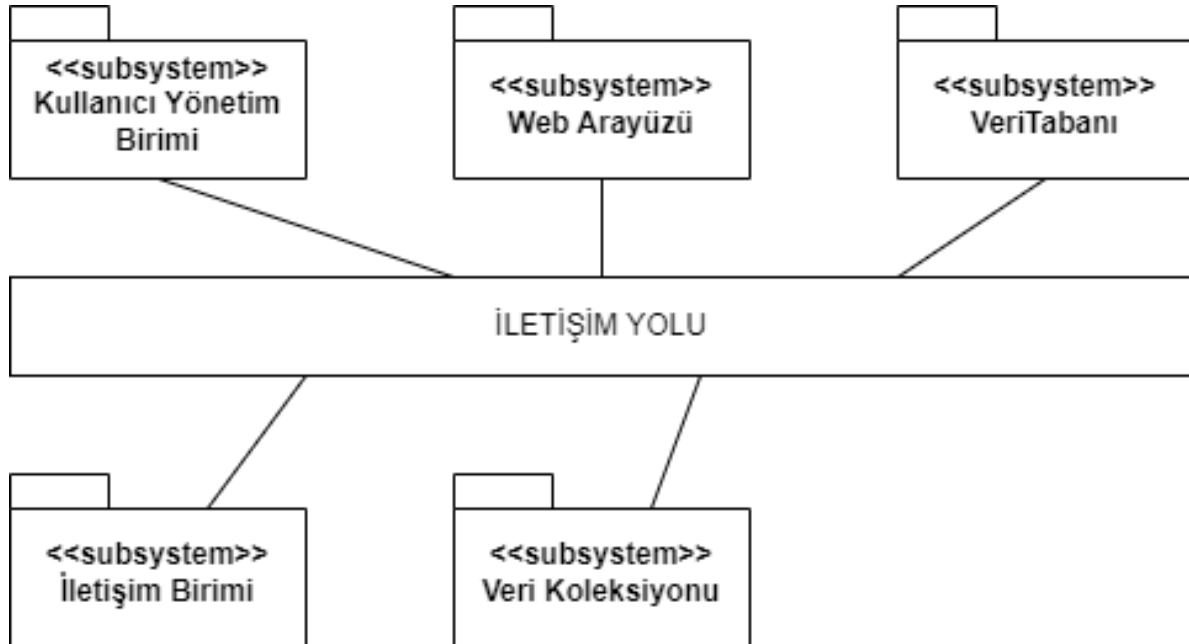 <<subsystem>>
Kullanıcı Yönetim
Birimi
<<subsystem>>
Web Arayüzü
<<subsystem>>
VeriTabanı
İLETİŞİM YOLU
<<subsystem>>
İletişim Birimi
<<subsystem>>
Veri Koleksiyonu